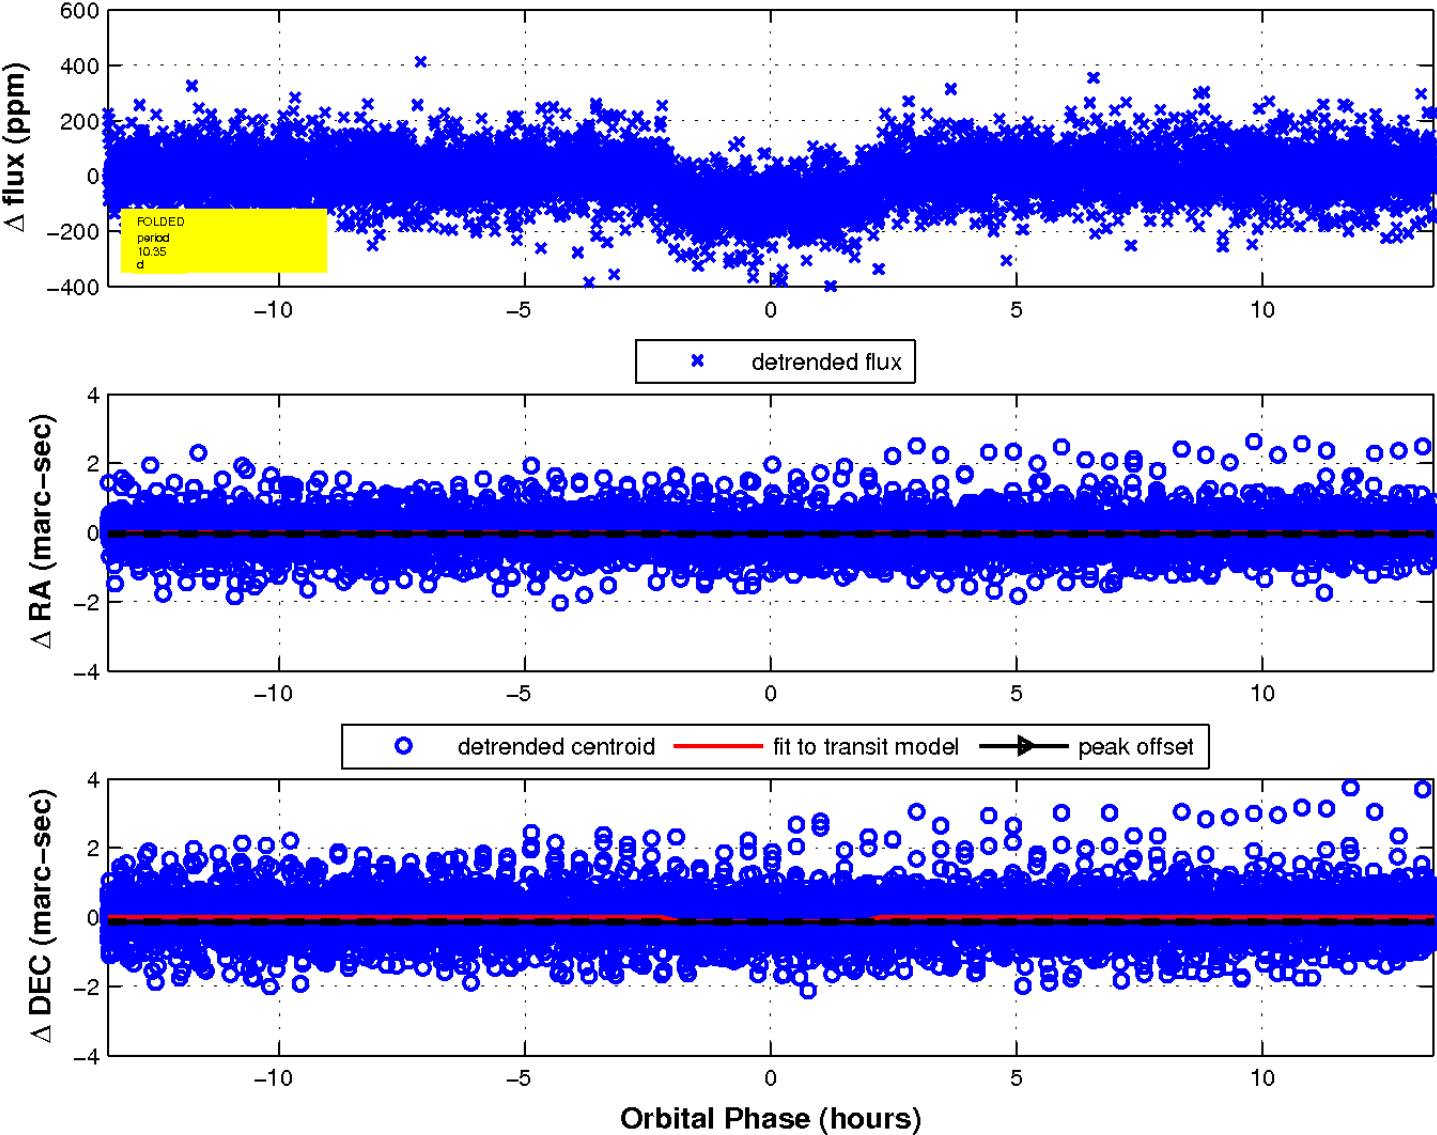 600
400
200
0
−200
−400
Δ flux (ppm)
FOLDED
period
10.35
d
−10
−5
0
5
10
detrended flux
4
2
0
−2
−4
Δ RA (marc−sec)
−10
−5
0
5
10
detrended centroid
fit to transit model
peak offset
4
2
0
−2
−4
Δ DEC (marc−sec)
−10
−5
0
5
10
Orbital Phase (hours)